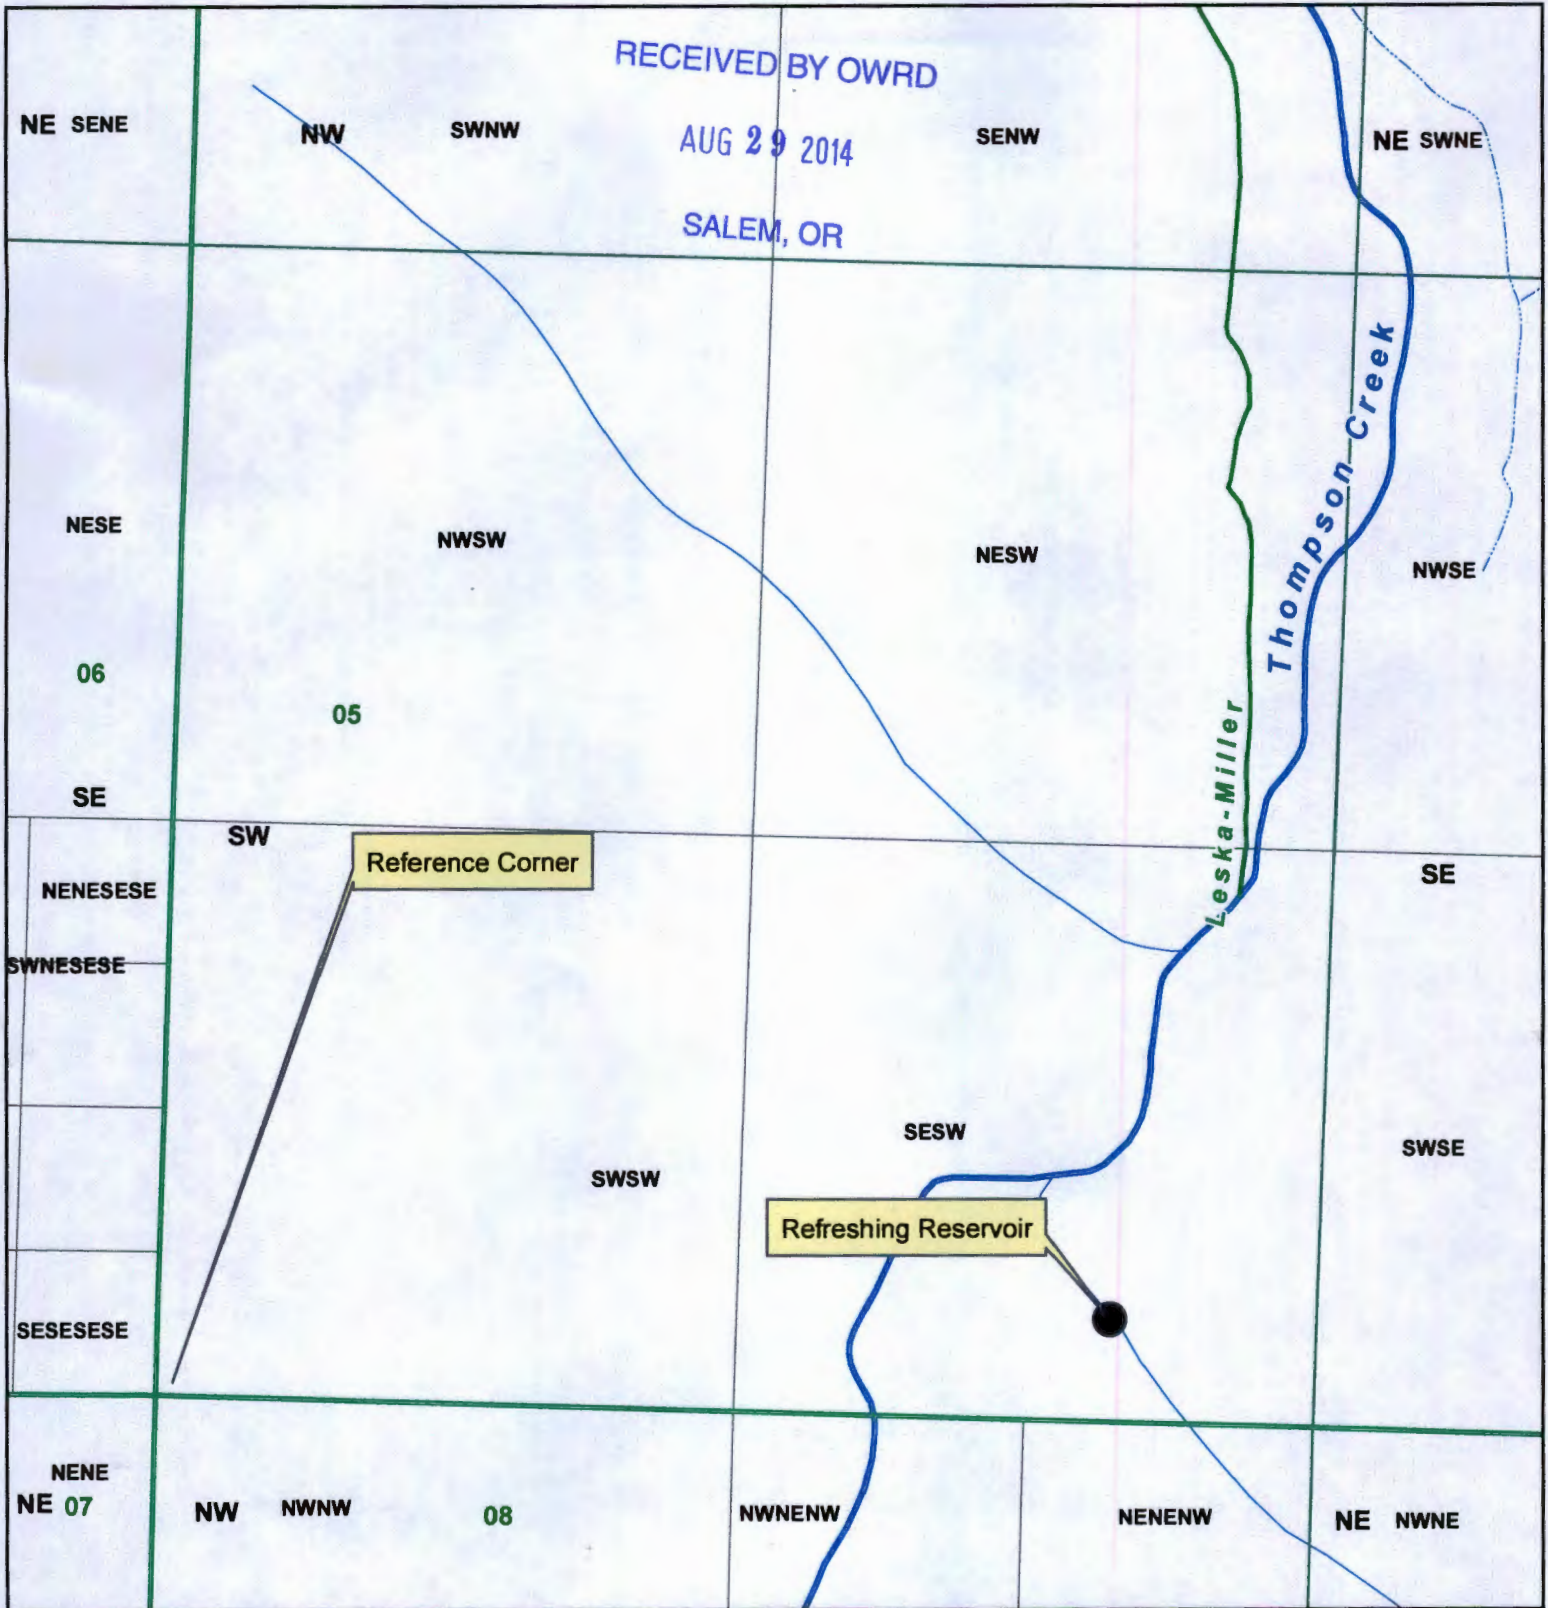 RECEIVED BY OWRD
AUG 29 2014
SALEM, OR
NE SENE
NW
SWNW
SENW
NE SWNE
NESE
NWSW
NESW
NWSE
Thompson Creek
06
05
Leska-Miller
SE
SW
Reference Corner
SE
NENESESE
SWNESESE
SESW
SWSW
SWSE
Refreshing Reservoir
SESESESE
NENE
NE 07
NW
NWNW
08
NWNENW
NENENW
NE
NWNE